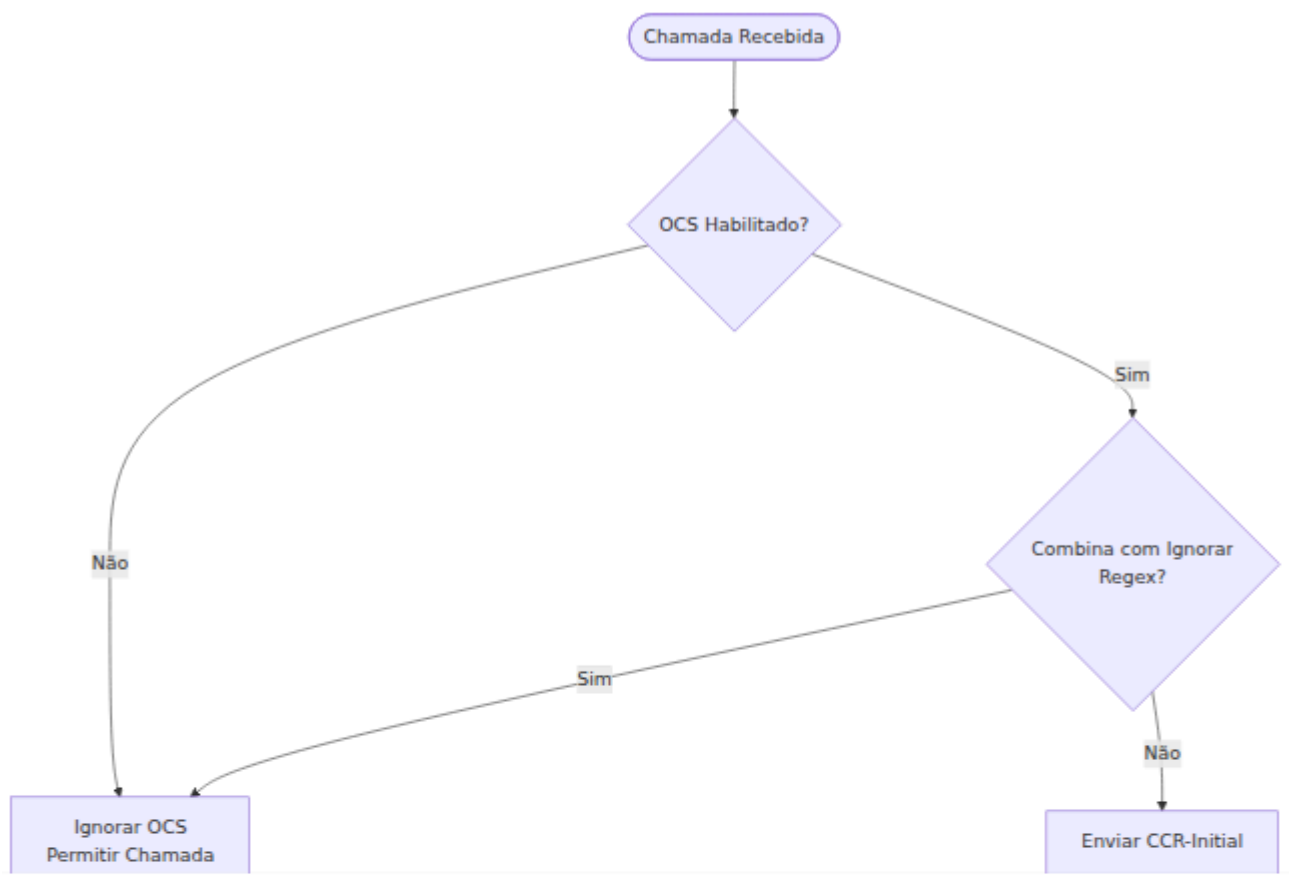 Chamada Recebida
OCS Habilitado?
Sim
Combina com Ignorar
Regex?
Não
Sim
Não
Ignorar OCS
Permitir Chamada
Enviar CCR-Initial